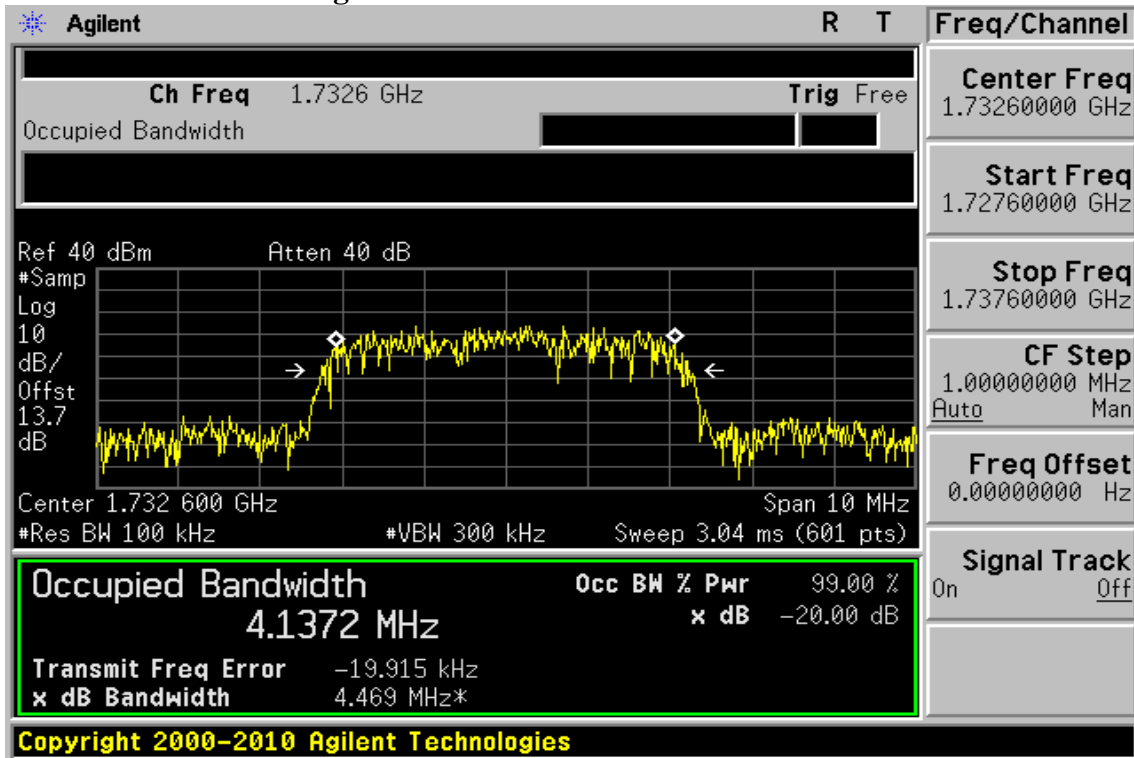 Agilent R T
Freq/Channel
Ch Freq 1.7326 GHz Trig Free
Occupied Bandwidth
Center Freq
1.73260000 GHz
Start Freq
1.72760000 GHz
Stop Freq
1.73760000 GHz
CF Step
1.00000000 MHz
Auto Man
Freq Offset
0.00000000 Hz
Signal Track
On Off
Ref 40 dBm Atten 40 dB
#Samp
Log
10
dB/
Offst
13.7
dB
Center 1.732 600 GHz Span 10 MHz
#Res BW 100 kHz #VBW 300 kHz Sweep 3.04 ms (601 pts)
Occupied Bandwidth Occ BW % Pwr 99.00 %
4.1372 MHz x dB -20.00 dB
Transmit Freq Error -19.915 kHz
x dB Bandwidth 4.469 MHz*
Copyright 2000-2010 Agilent Technologies